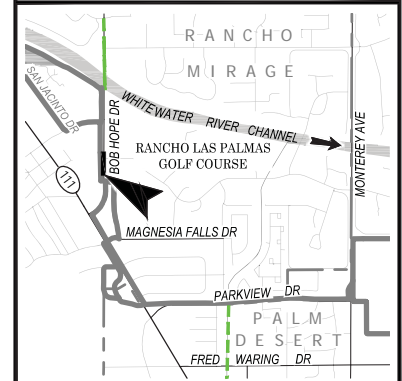 RANCHO
MIRAGE
SAN JACINTO DR
BOB HOPE DR
WHITEWATER RIVER CHANNEL
MONTEREY AVE
RANCHO LAS PALMAS
GOLF COURSE
111
MAGNESIA FALLS DR
PARKVIEW DR
PALM
DESERT
FRED WARING DR